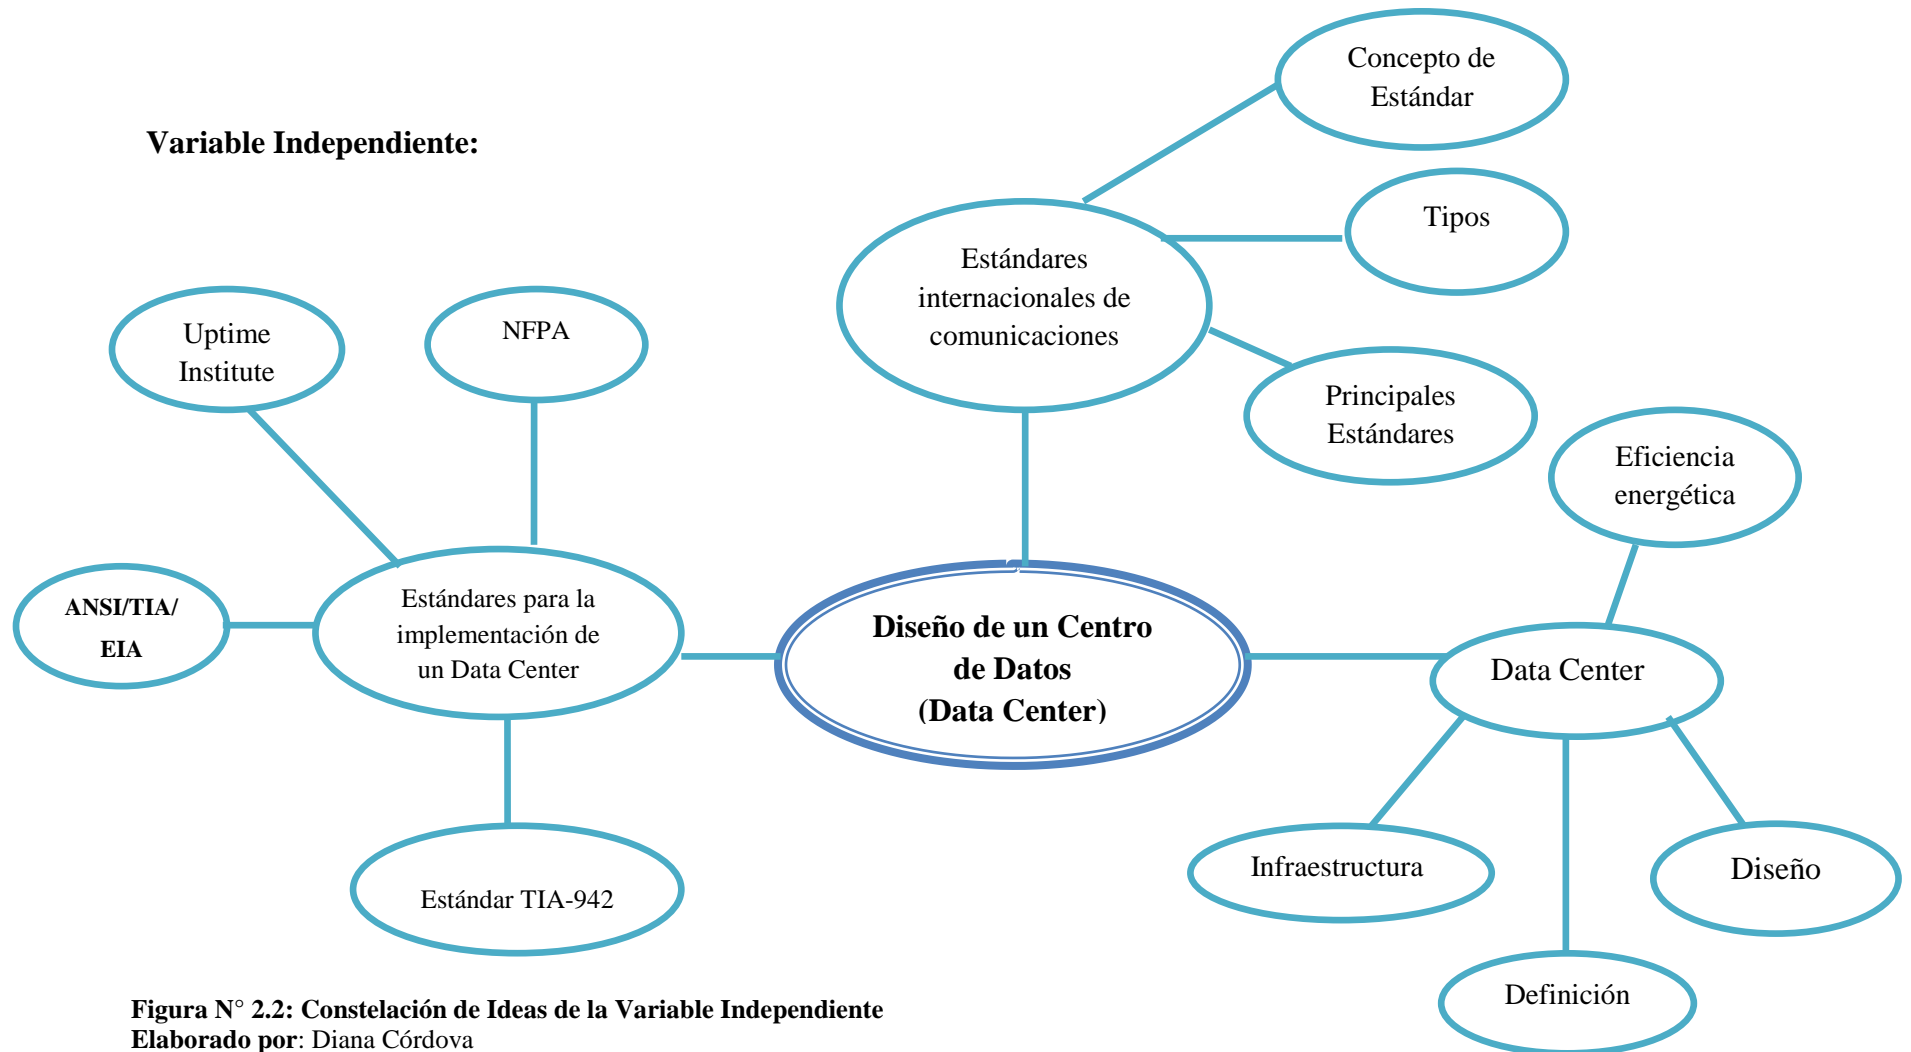 Variable Independiente:
Concepto de
Estándar
Tipos
Estándares
internacionales de
comunicaciones
Principales
Estándares
Uptime
Institute
NFPA
ANSI/TIA/
EIA
Estándares para la
implementación de
un Data Center
Estándar TIA-942
Diseño de un Centro
de Datos
(Data Center)
Eficiencia
energética
Data Center
Infraestructura
Diseño
Definición
Figura N° 2.2: Constelación de Ideas de la Variable Independiente
Elaborado por: Diana Córdova